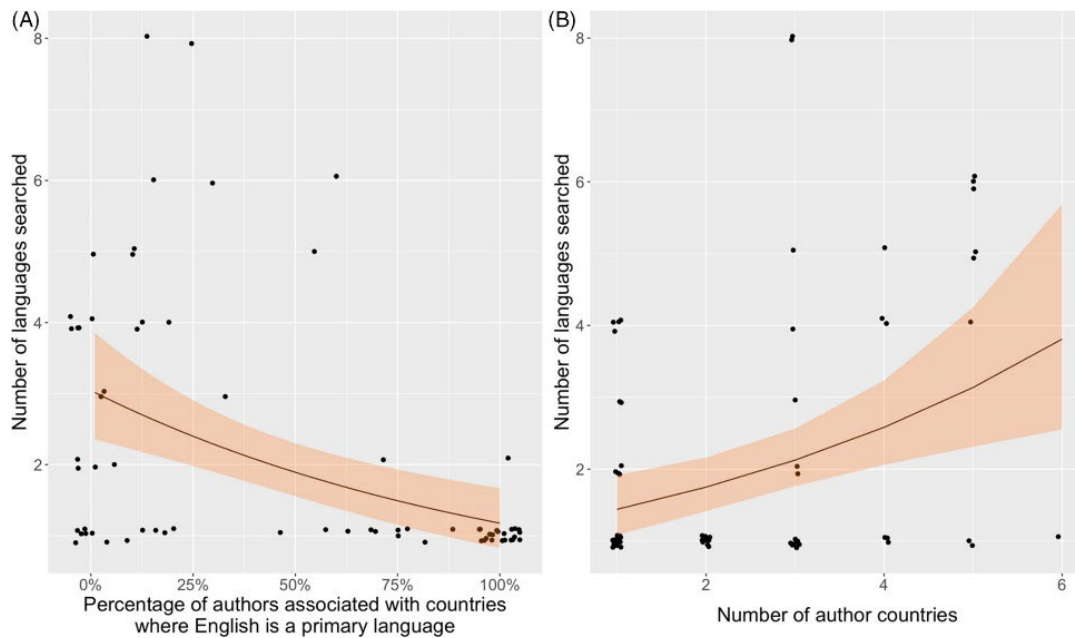 (A)
8
6
4
2
Number of languages searched
0%
25%
50%
75%
100%
Percentage of authors associated with countries
where English is a primary language
(B)
8
6
4
2
Number of languages searched
2
4
6
Number of author countries